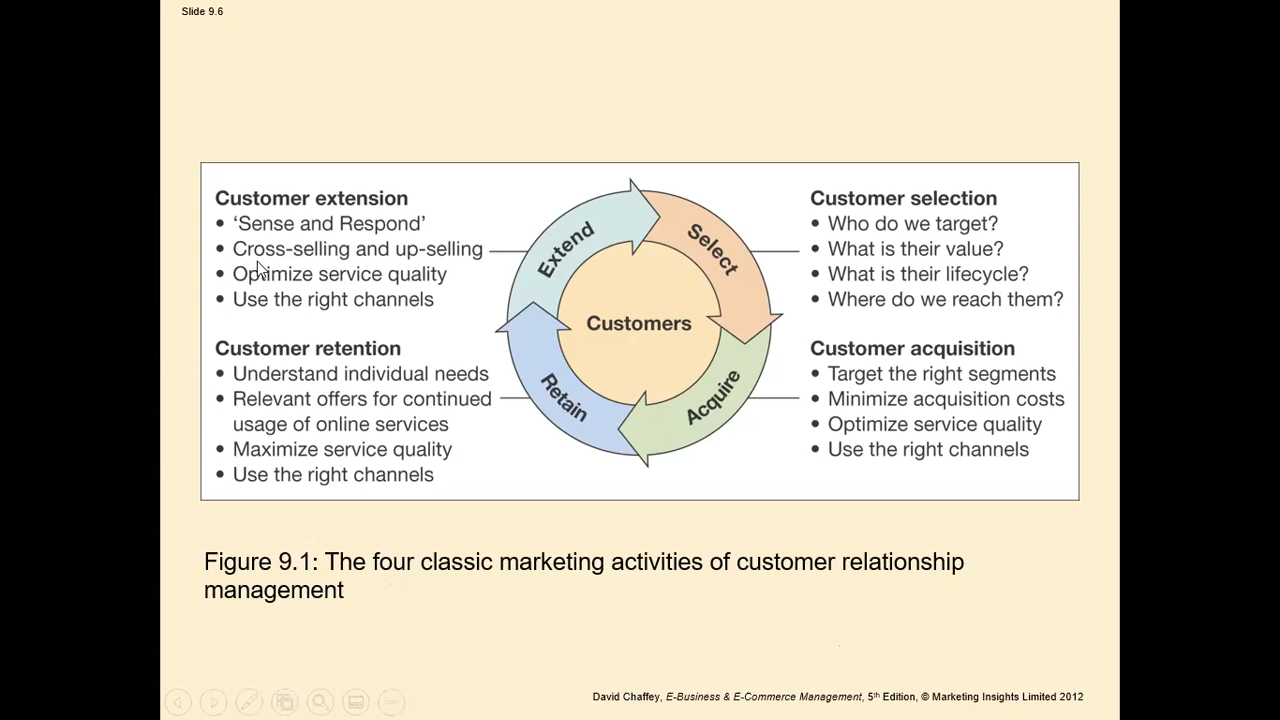 Slide 9.6
Customer extension
• ‘Sense and Respond’
• Cross-selling and up-selling
• Optimize service quality
• Use the right channels
Customer retention
• Understand individual needs
• Relevant offers for continued
usage of online services
• Maximize service quality
• Use the right channels
Extend
Select
Customers
Retain
Acquire
Customer selection
• Who do we target?
• What is their value?
• What is their lifecycle?
• Where do we reach them?
Customer acquisition
• Target the right segments
• Minimize acquisition costs
• Optimize service quality
• Use the right channels
Figure 9.1: The four classic marketing activities of customer relationship
management
David Chaffey, E-Business & E-Commerce Management, 5th Edition, © Marketing Insights Limited 2012